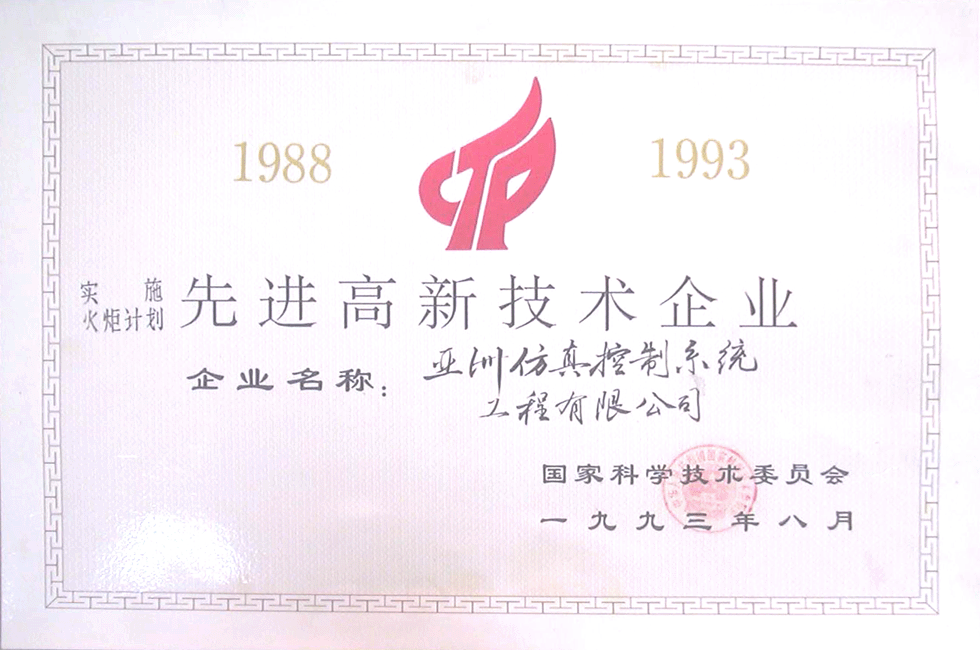 1988
1993
实施
火炬计划
先进高新技术企业
企业名称：
亚洲仿真控制系统
工程有限公司
国家科学技术委员会
一九九三年八月